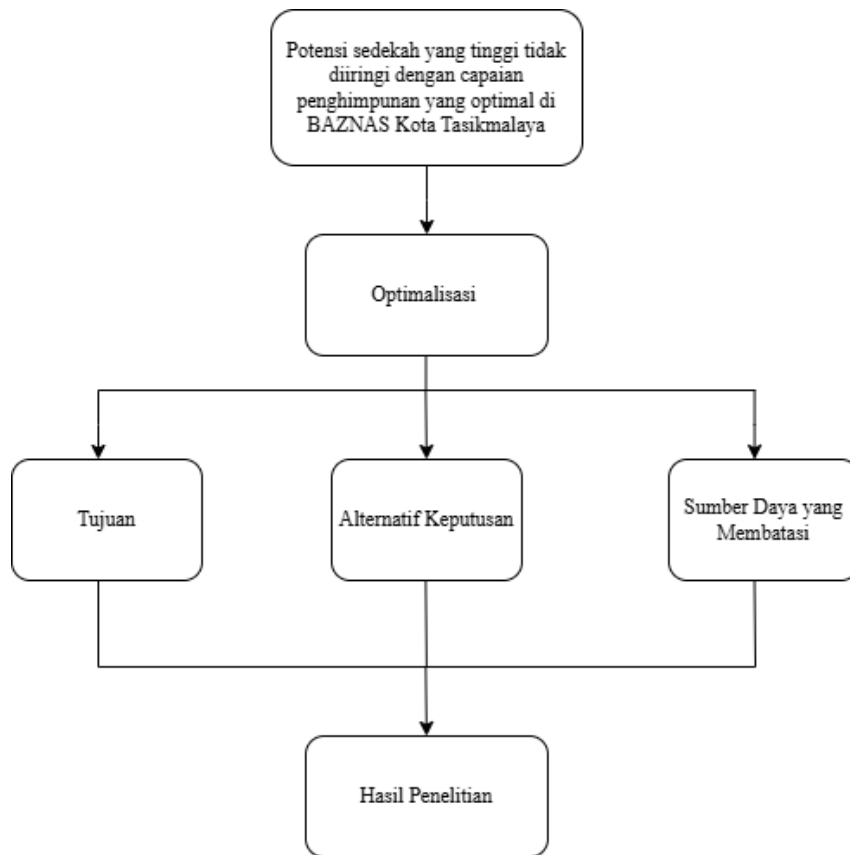 Potensi sedekah yang tinggi tidak
diiringi dengan capaian
penghimpunan yang optimal di
BAZNAS Kota Tasikmalaya
Optimalisasi
Tujuan
Alternatif Keputusan
Sumber Daya yang
Membatasi
Hasil Penelitian